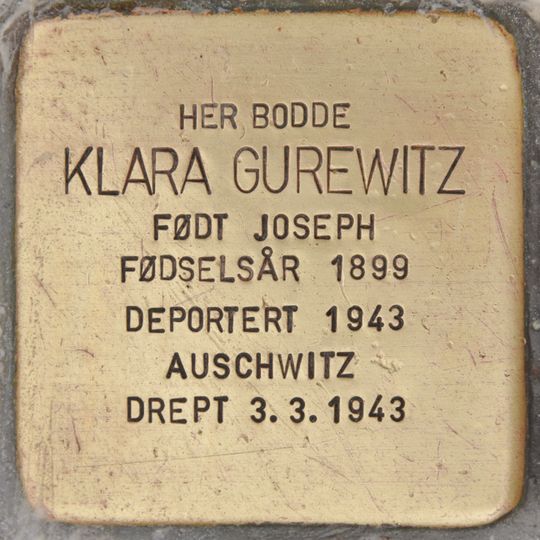 HER BODDE
KLARA GUREWITZ
FØDT JOSEPH
FØDSELSÅR 1899
DEPORTERT 1943
AUSCHWITZ
DREPT 3.3.1943